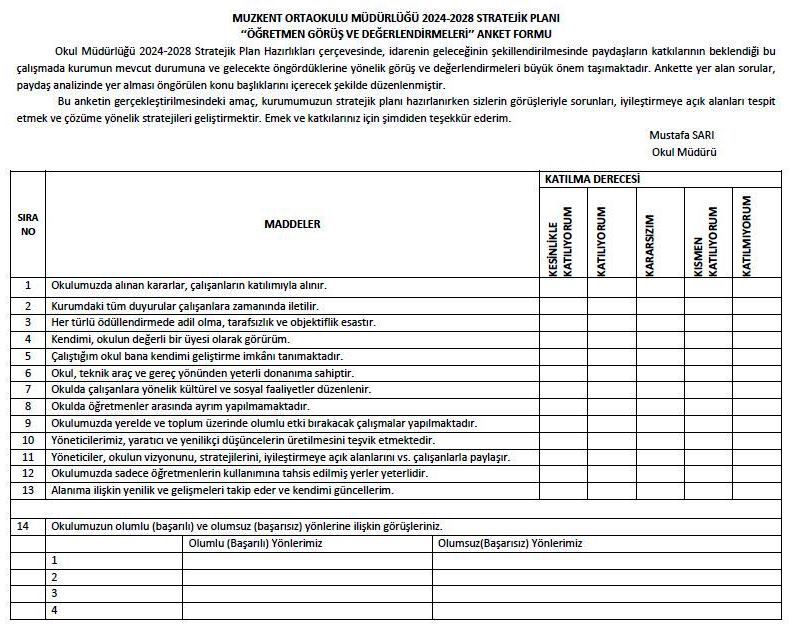 MUZKENT ORTAOKULU MÜDÜRLÜĞÜ 2024-2028 STRATEJİK PLANI
‘’ÖĞRETMEN GÖRÜŞ VE DEĞERLENDİRMELERİ’’ ANKET FORMU
Okul Müdürlüğü 2024-2028 Stratejik Plan Hazırlıkları çerçevesinde, idarenin geleceğinin şekillendirilmesinde paydaşların katkılarının beklendiği bu
çalışmada kurumun mevcut durumuna ve gelecekte öngördüklerine yönelik görüş ve değerlendirmeleri büyük önem taşımaktadır. Ankette yer alan sorular,
paydaş analizinde yer alması öngörülen konu başlıklarını içerecek şekilde düzenlenmiştir.
Bu anketin gerçekleştirilmesindeki amaç, kurumumuzun stratejik planı hazırlanırken sizlerin görüşleriyle sorunları, iyileştirmeye açık alanları tespit
etmek ve çözüme yönelik stratejileri geliştirmektir. Emek ve katkılarınız için şimdiden teşekkür ederim.
Mustafa SARI
Okul Müdürü
SIRA NO
MADDELER
KATILMA DERECESİ
KESİNLİKLE KATILIYORUM
KATILIYORUM
KARARSIZIM
KISMEN KATILIYORUM
KATILMIYORUM
1 Okulumuzda alınan kararlar, çalışanların katılımıyla alınır.
2 Kurumdaki tüm duyurular çalışanlara zamanında iletilir.
3 Her türlü ödüllendirmede adil olma, tarafsızlık ve objektiflik esastır.
4 Kendimi, okulun değerli bir üyesi olarak görürüm.
5 Çalıştığım okul bana kendimi geliştirme imkânı tanımaktadır.
6 Okul, teknik araç ve gereç yönünden yeterli donanıma sahiptir.
7 Okulda çalışanlara yönelik kültürel ve sosyal faaliyetler düzenlenir.
8 Okulda öğretmenler arasında ayrım yapılmamaktadır.
9 Okulumuzda yerelde ve toplum üzerinde olumlu etki bırakacak çalışmalar yapılmaktadır.
10 Yöneticilerimiz, yaratıcı ve yenilikçi düşüncelerin üretilmesini teşvik etmektedir.
11 Yöneticiler, okulun vizyonunu, stratejilerini, iyileştirmeye açık alanlarını vs. çalışanlarla paylaşır.
12 Okulumuzda sadece öğretmenlerin kullanımına tahsis edilmiş yerler yeterlidir.
13 Alanıma ilişkin yenilik ve gelişmeleri takip eder ve kendimi güncellerim.
14 Okulumuzun olumlu (başarılı) ve olumsuz (başarısız) yönlerine ilişkin görüşleriniz.
Olumlu (Başarılı) Yönlerimiz Olumsuz(Başarısız) Yönlerimiz
1
2
3
4